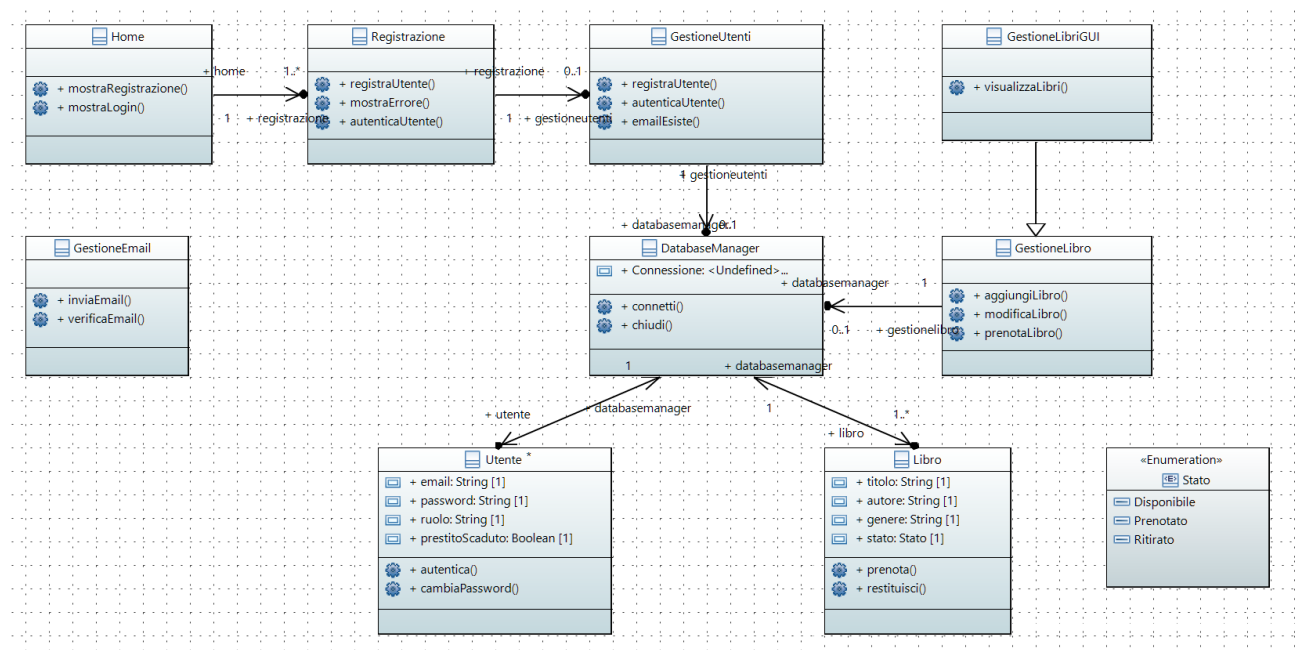 Home
+ mostraRegistrazione()
+ mostraLogin()
+ home
1..*
1
+ registrazione
Registrazione
+ registraUtente()
+ mostraErrore()
+ autenticaUtente()
+ registrazione
0..1
1
+ gestioneutenti
GestioneUtenti
+ registraUtente()
+ autenticaUtente()
+ emailEsiste()
1
+ gestioneutenti
+ databasemanager
0..1
GestioneLibriGUI
+ visualizzaLibri()
GestioneEmail
+ inviaEmail()
+ verificaEmail()
DatabaseManager
+ Connessione: <Undefined>...
+ connetti()
+ chiudi()
+ databasemanager
1
0..1
+ gestionelibro
GestioneLibro
+ aggiungiLibro()
+ modificaLibro()
+ prenotaLibro()
1
+ databasemanager
+ utente
+ databasemanager
1
1..*
+ libro
Utente
*
+ email: String [1]
+ password: String [1]
+ ruolo: String [1]
+ prestitoScaduto: Boolean [1]
+ autentica()
+ cambiaPassword()
Libro
+ titolo: String [1]
+ autore: String [1]
+ genere: String [1]
+ stato: Stato [1]
+ prenota()
+ restituisci()
«Enumeration»
Stato
Disponibile
Prenotato
Ritirato